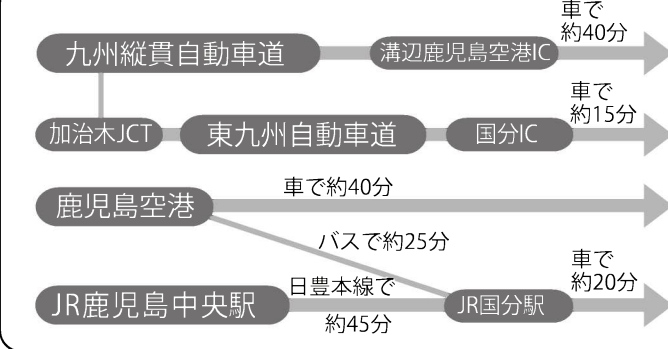 車で
約40分
九州縦貫自動車道
溝辺鹿児島空港IC
車で
約15分
加治木JCT
東九州自動車道
国分IC
鹿児島空港
車で約40分
バスで約25分
車で
約20分
JR鹿児島中央駅
日豊本線で
約45分
JR国分駅